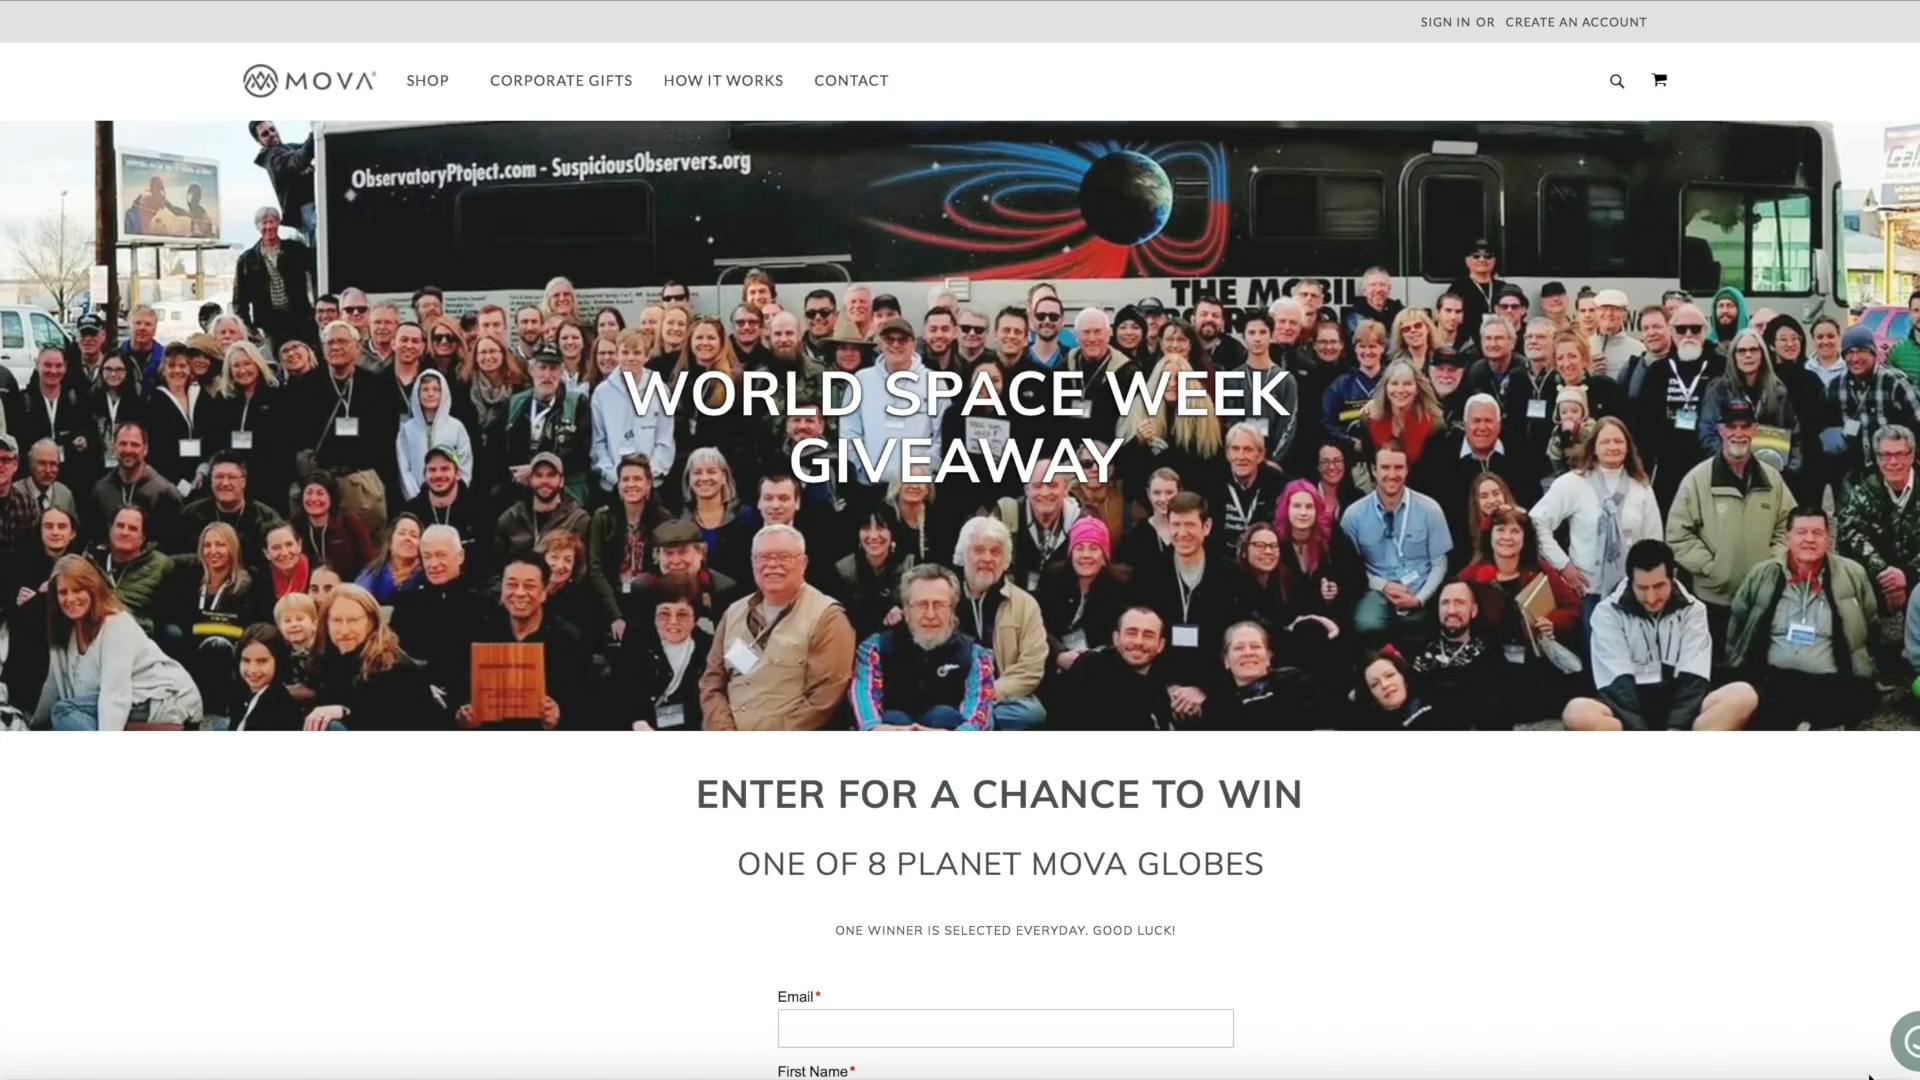 SIGN IN OR CREATE AN ACCOUNT
MOVA
SHOP CORPORATE GIFTS HOW IT WORKS CONTACT
ObservatoryProject.com - SuspiciousObservers.org
THE MOBIL
WORLD SPACE WEEK
GIVEAWAY
ENTER FOR A CHANCE TO WIN
ONE OF 8 PLANET MOVA GLOBES
ONE WINNER IS SELECTED EVERYDAY. GOOD LUCK!
Email*
First Name*